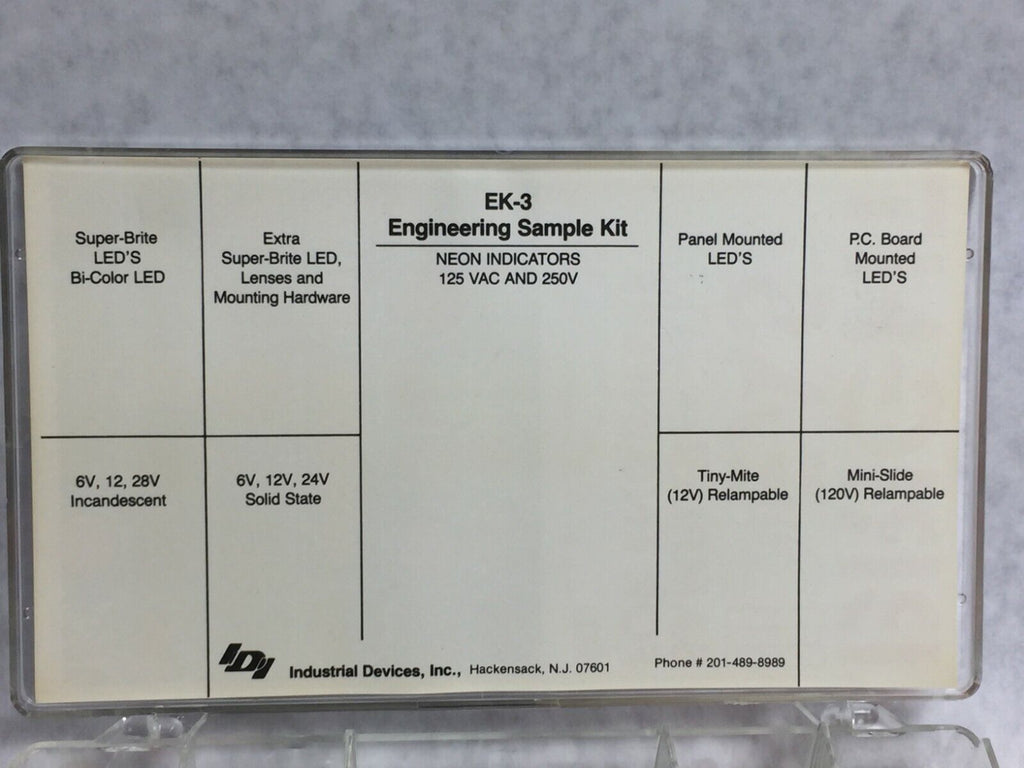 Super-Brite
LED'S
Bi-Color LED
Extra
Super-Brite LED,
Lenses and
Mounting Hardware
EK-3
Engineering Sample Kit
NEON INDICATORS
125 VAC AND 250V
Panel Mounted
LED'S
P.C. Board
Mounted
LED'S
6V, 12, 28V
Incandescent
6V, 12V, 24V
Solid State
Tiny-Mite
(12V) Relampable
Mini-Slide
(120V) Relampable
IDI Industrial Devices, Inc., Hackensack, N.J. 07601 Phone # 201-489-8989